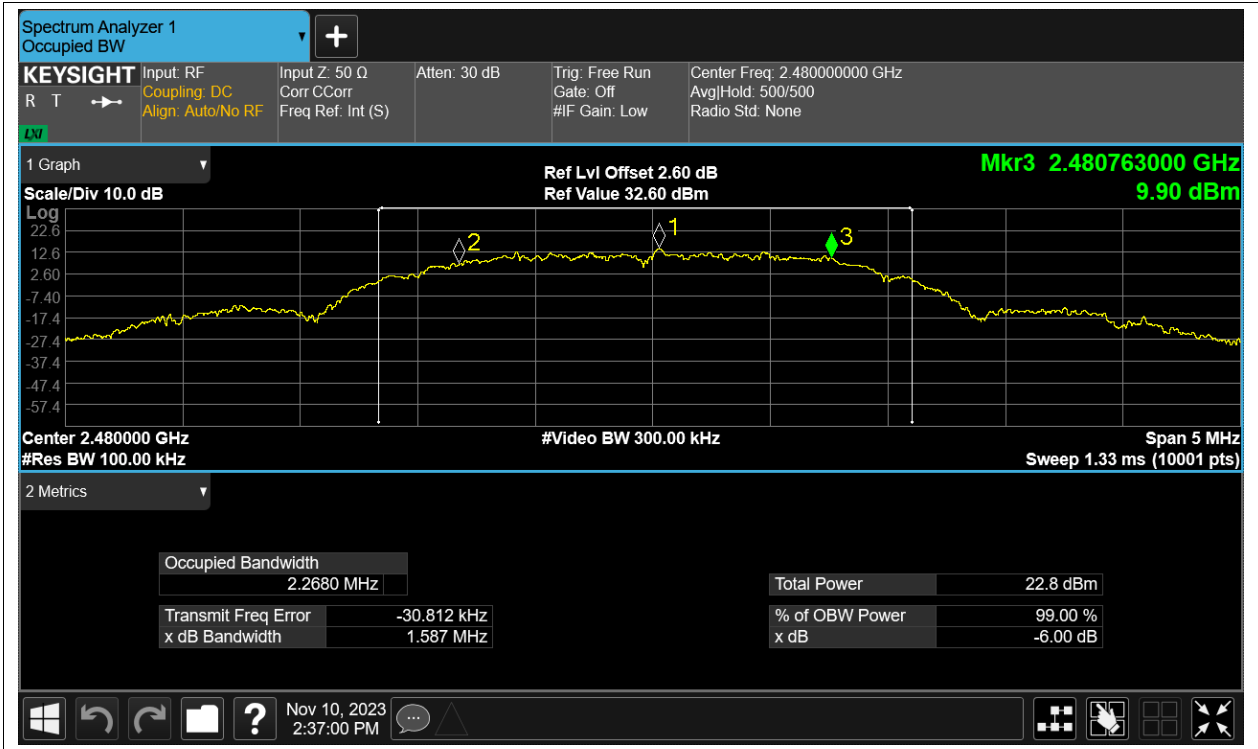 Spectrum Analyzer 1
Occupied BW
KEYSIGHT
R T
LXI
Input: RF
Coupling: DC
Align: Auto/No RF
Input Z: 50 Ω
Corr CCorr
Freq Ref: Int (S)
Atten: 30 dB
Trig: Free Run
Gate: Off
#IF Gain: Low
Center Freq: 2.480000000 GHz
Avg|Hold: 500/500
Radio Std: None
1 Graph
Scale/Div 10.0 dB
Ref Lvl Offset 2.60 dB
Ref Value 32.60 dBm
Mkr3 2.480763000 GHz
9.90 dBm
Log
22.6
12.6
2.60
-7.40
-17.4
-27.4
-37.4
-47.4
-57.4
2
1
3
Center 2.480000 GHz
#Res BW 100.00 kHz
#Video BW 300.00 kHz
Span 5 MHz
Sweep 1.33 ms (10001 pts)
2 Metrics
Occupied Bandwidth
2.2680 MHz
Transmit Freq Error -30.812 kHz
x dB Bandwidth 1.587 MHz
Total Power 22.8 dBm
% of OBW Power 99.00 %
x dB -6.00 dB
?
Nov 10, 2023
2:37:00 PM